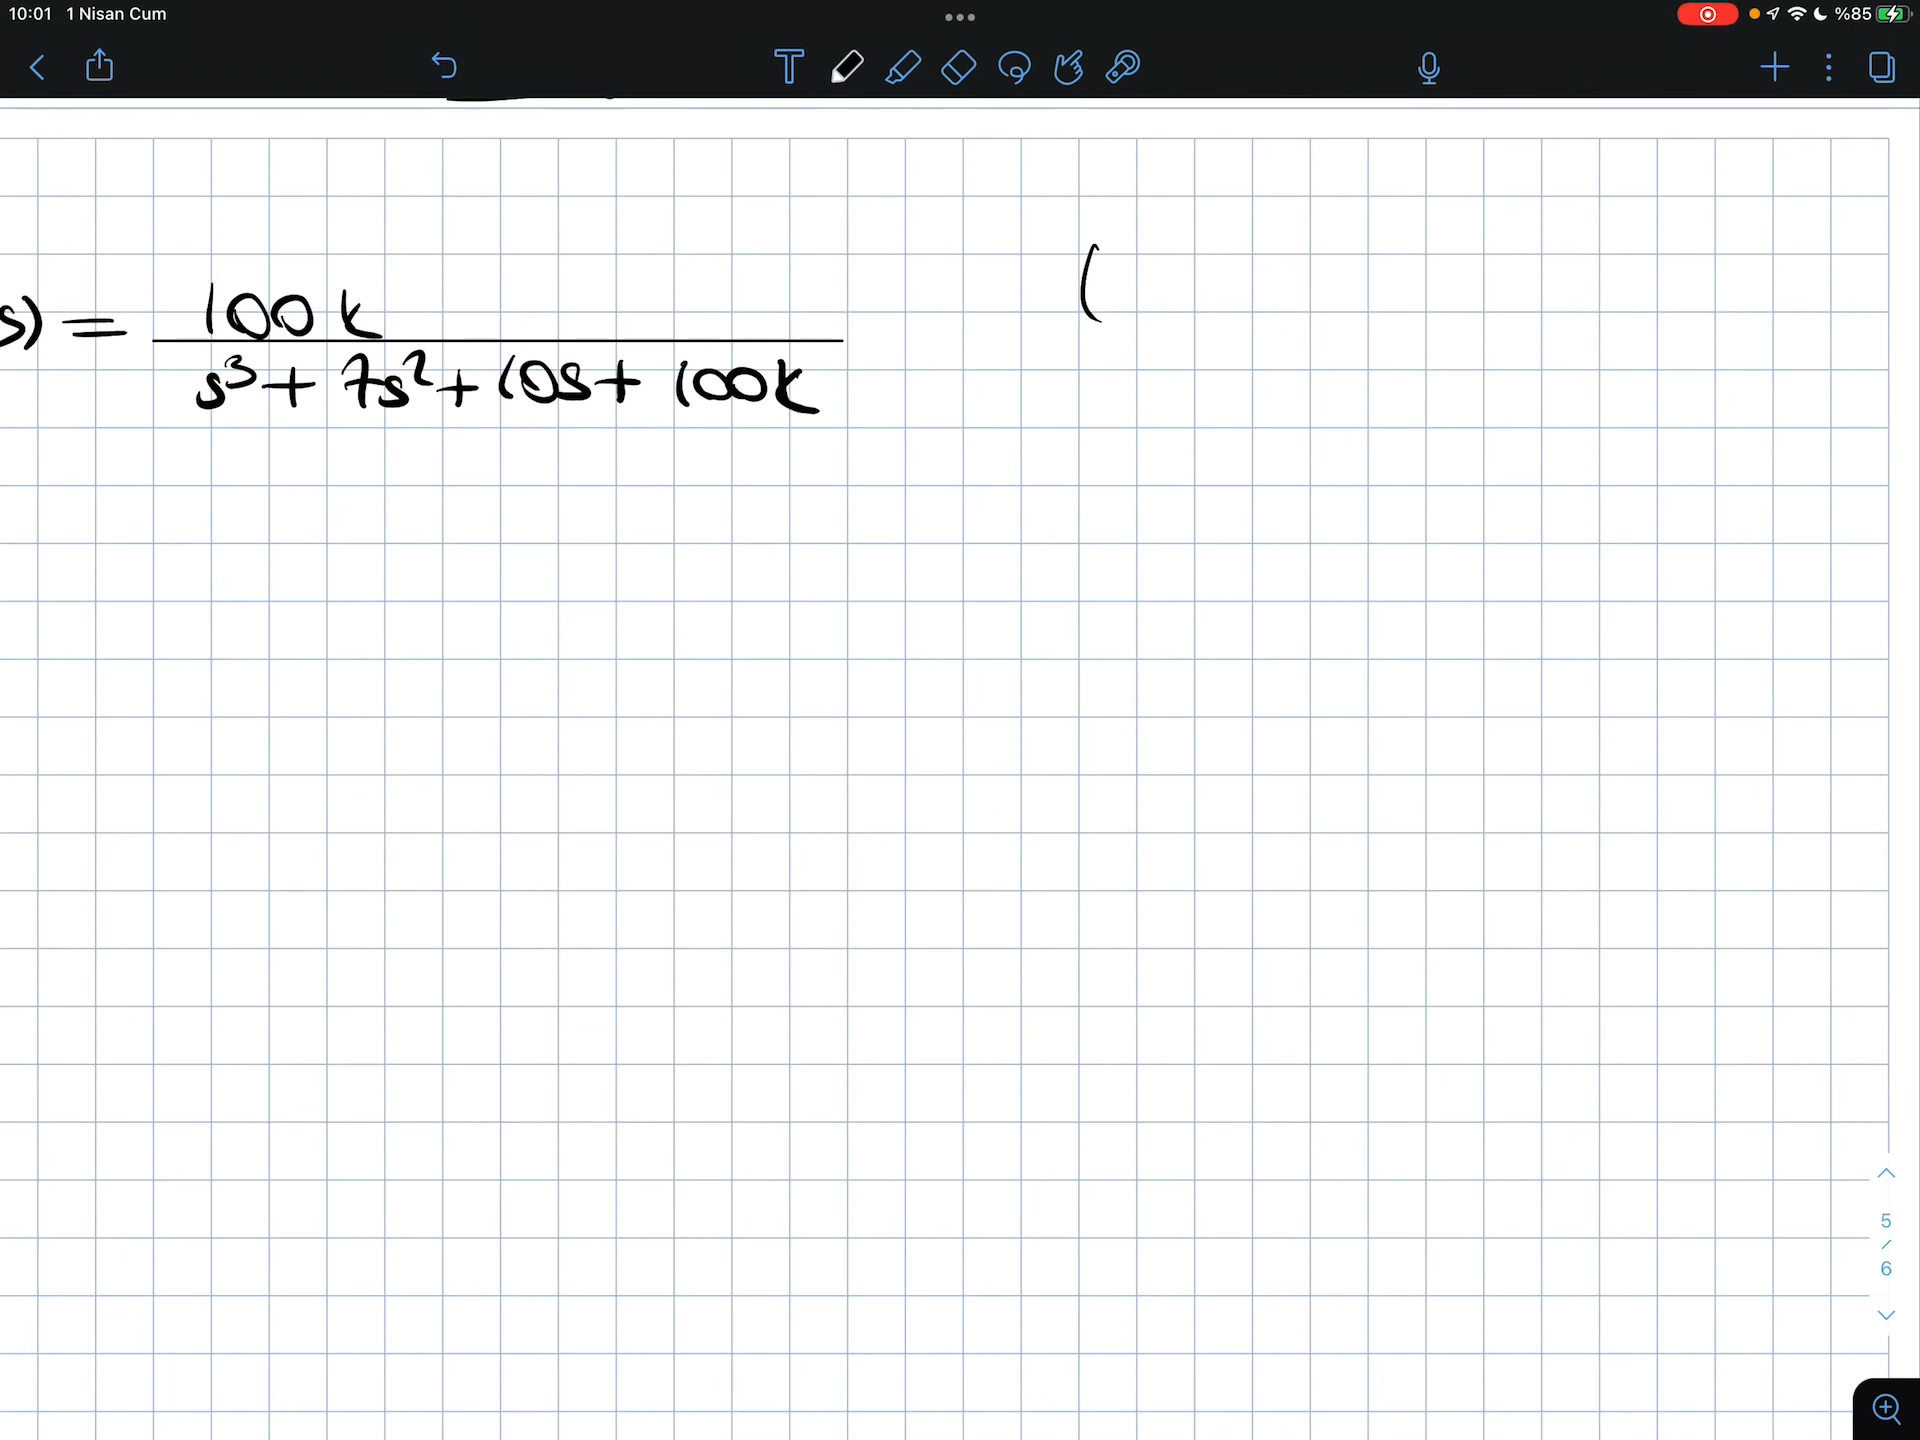 10:01 1 Nisan Cum
%85
T
s) = 100k
s³ + 7s² + 10s + 100k
(
5
/
6